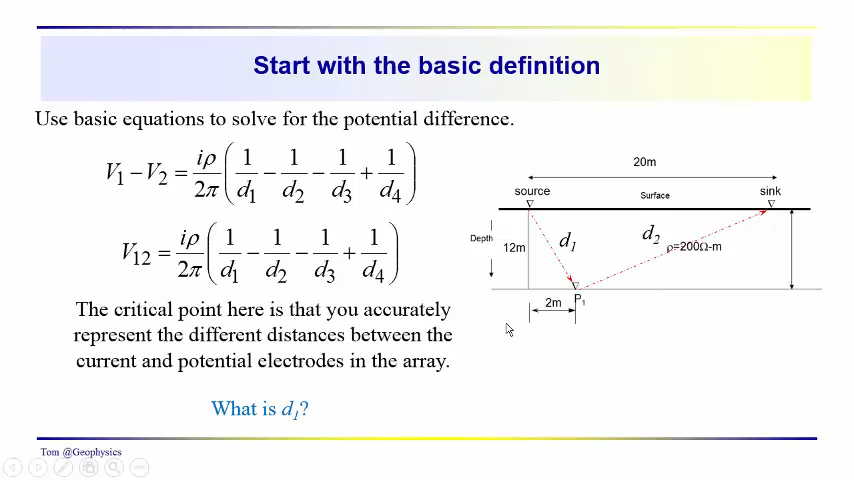 Start with the basic definition
Use basic equations to solve for the potential difference.
V₁ − V₂ = iρ/2π (1/d₁ − 1/d₂ − 1/d₃ + 1/d₄)
V₁₂ = iρ/2π (1/d₁ − 1/d₂ − 1/d₃ + 1/d₄)
The critical point here is that you accurately
represent the different distances between the
current and potential electrodes in the array.
What is d₁?
20m
source
Surface
sink
Depth
12m
d₁
d₂
ρ=200Ω-m
P₁
2m
Tom @Geophysics